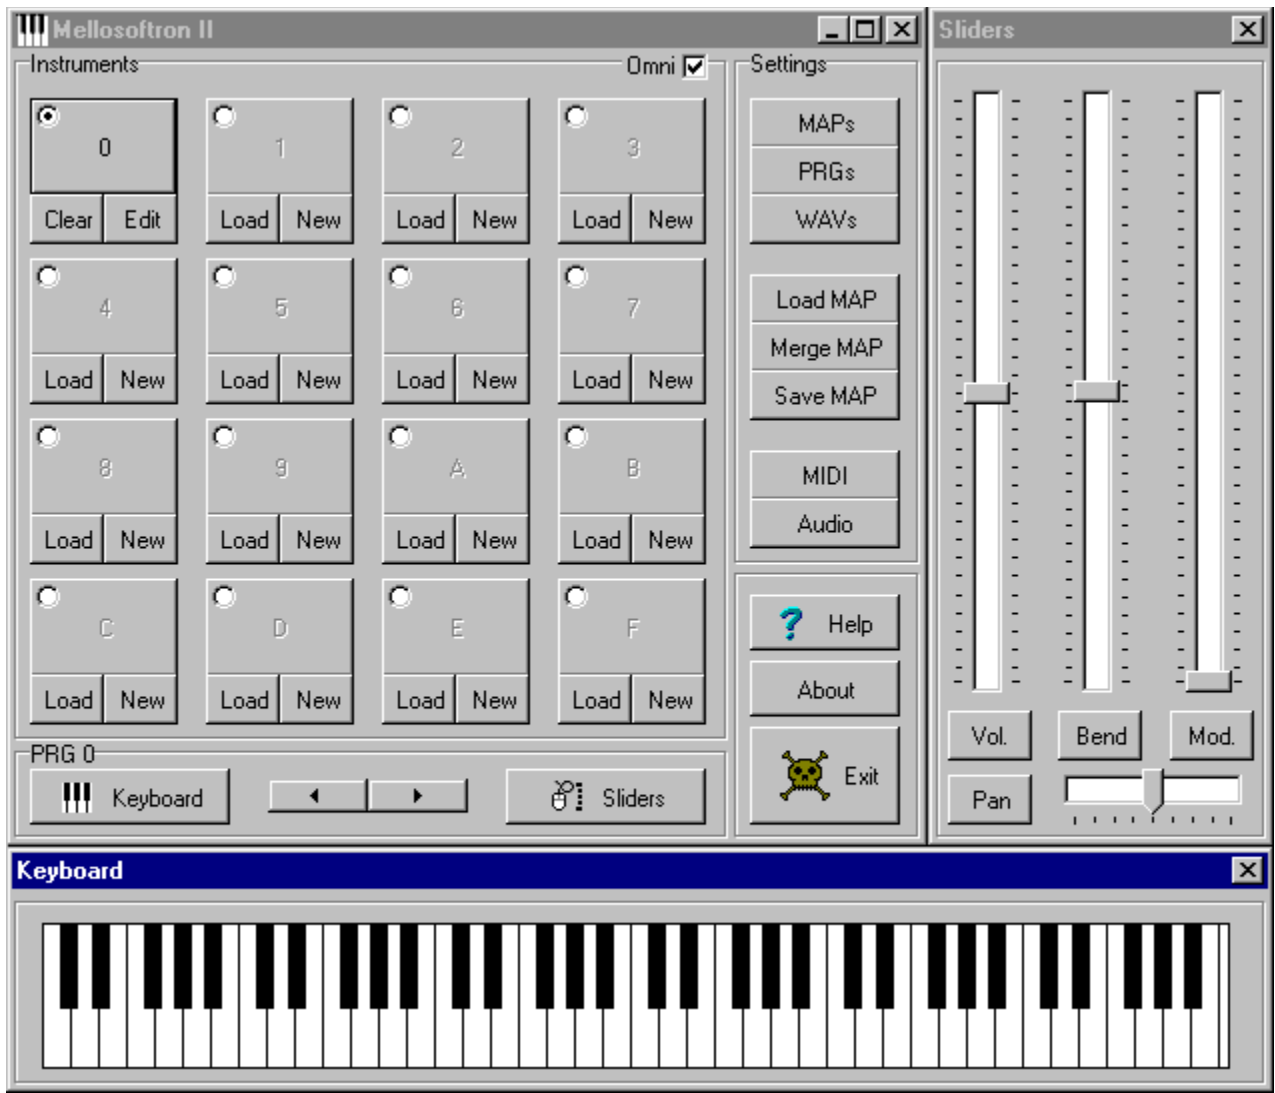 Mellosoftron II
Instruments
Omni
0
1
2
3
Clear Edit
Load New
Load New
Load New
4
5
6
7
Load New
Load New
Load New
Load New
8
9
A
B
Load New
Load New
Load New
Load New
C
D
E
F
Load New
Load New
Load New
Load New
PRG 0
Keyboard
Sliders
Settings
MAPs
PRGs
WAVs
Load MAP
Merge MAP
Save MAP
MIDI
Audio
? Help
About
Exit
Sliders
Vol.
Bend
Mod.
Pan
Keyboard